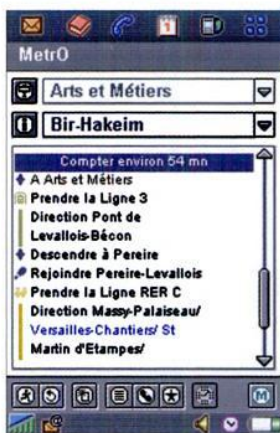 1
MetrO
Arts et Métiers
Bir-Hakeim
Compter environ 54 mn
A Arts et Métiers
Prendre la Ligne 3
Direction Pont de
Levallois-Bécon
Descendre à Pereire
Rejoindre Pereire-Levallois
Prendre la Ligne RER C
Direction Massy-Palaiseau/
Versailles-Chantiers/ St
Martin d'Etampes/
M